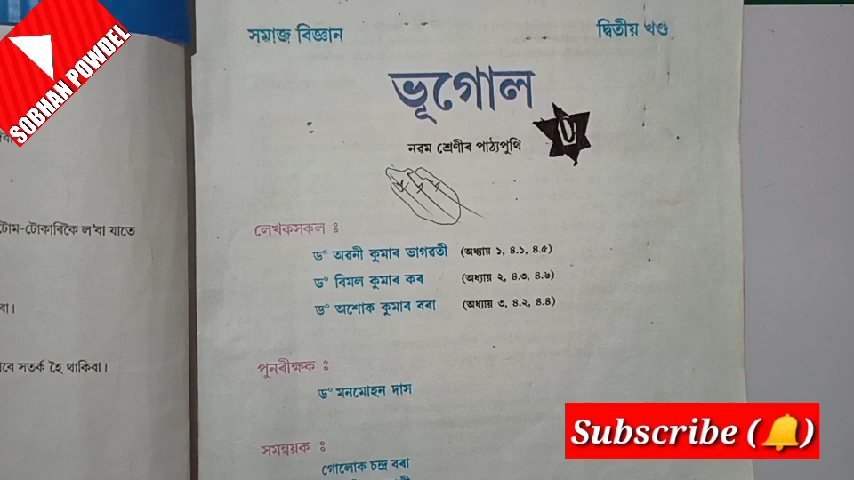 SOBHAN POWDEL
সমাজ বিজ্ঞান
দ্বিতীয় খণ্ড
ভূগোল
নৱম শ্ৰেণীৰ পাঠ্যপুথি
টোম-টোকাৰিকৈ ল'ৰা যাতে
লেখকসকল :
ড° অৱনী কুমাৰ ভাগৱতী (অধ্যায় ১, ৪.১, ৪.৫)
ড° বিমল কুমাৰ কৰ (অধ্যায় ২, ৪.৩, ৪.৬)
ড° অশোক কুমাৰ বৰা (অধ্যায় ৩, ৪.২, ৪.৪)
বা।
পুনৰীক্ষক :
ৰে সতৰ্ক হৈ থাকিবা।
ড° মনমোহন দাস
Subscribe (🔔)
সমন্বয়ক :
গোলোক চন্দ্ৰ বৰা